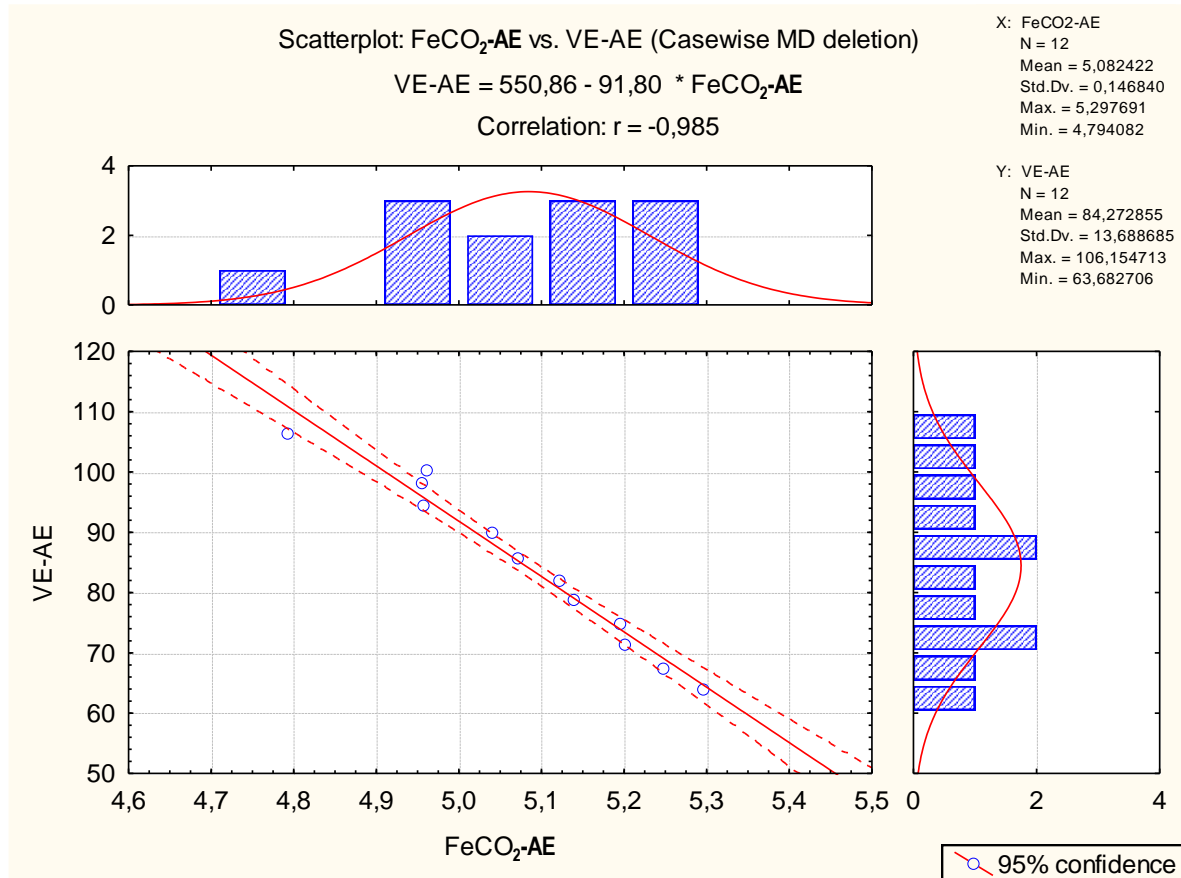 Scatterplot: FeCO₂-AE vs. VE-AE (Casewise MD deletion)
VE-AE = 550,86 - 91,80 * FeCO₂-AE
Correlation: r = -0,985
X: FeCO2-AE
N = 12
Mean = 5,082422
Std.Dv. = 0,146840
Max. = 5,297691
Min. = 4,794082
Y: VE-AE
N = 12
Mean = 84,272855
Std.Dv. = 13,688685
Max. = 106,154713
Min. = 63,682706
4
2
0
120
110
100
90
80
70
60
50
VE-AE
4,6 4,7 4,8 4,9 5,0 5,1 5,2 5,3 5,4 5,5
FeCO₂-AE
0 2 4
95% confidence